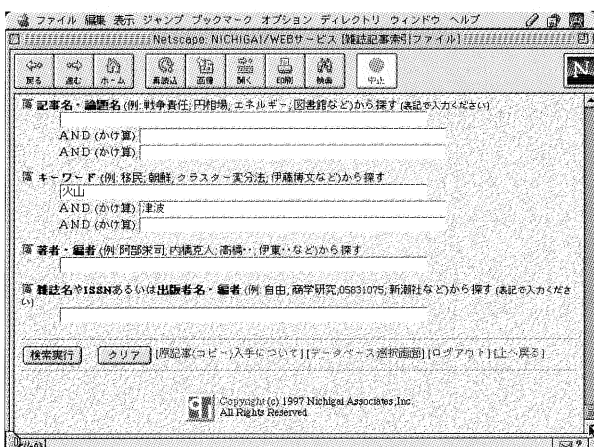 ファイル 編集 表示 ジャンプ ブックマーク オプション ディレクトリ ウィンドウ ヘルプ
Netscape: NICHIGAI/WEBサービス [雑誌記事索引ファイル]
戻る 進む ホーム 再読込 画像 開く 印刷 検索 中止
N
記事名・論題名 (例: 戦争責任; 円相場; エネルギー; 図書館など)から探す (表記で入力ください)
AND (かけ算)
AND (かけ算)
キーワード (例: 移民; 朝鮮; クラスター変分法; 伊藤博文など)から探す
火山
AND (かけ算) 津波
AND (かけ算)
著者・編者 (例: 阿部栄司; 内橋克人; 高橋・・; 伊東・・など)から探す
雑誌名やISSNあるいは出版者名・編者 (例: 自由; 商学研究; 05831075; 新潮社など)から探す (表記で入力くださ
い)
検索実行 クリア [原記事(コピー)入手について] [データベース選択画面] [ログアウト] [上へ戻る]
Copyright (c) 1997 Nichigai Associates, Inc.
All Rights Reserved.